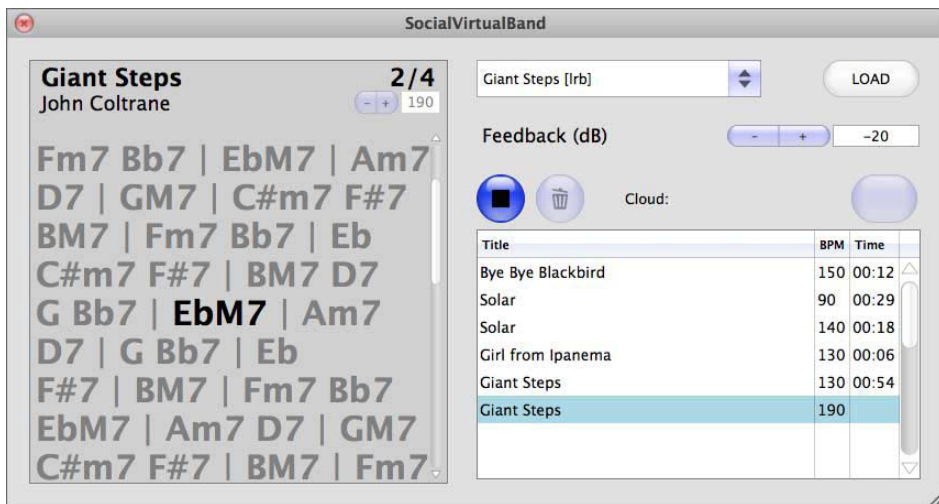 SocialVirtualBand
Giant Steps 2/4
John Coltrane - + 190
Fm7 Bb7 | EbM7 | Am7
D7 | GM7 | C#m7 F#7
BM7 | Fm7 Bb7 | Eb
C#m7 F#7 | BM7 D7
G Bb7 | EbM7 | Am7
D7 | G Bb7 | Eb
F#7 | BM7 | Fm7 Bb7
EbM7 | Am7 D7 | GM7
C#m7 F#7 | BM7 | Fm7
Giant Steps [lrb] LOAD
Feedback (dB) - + -20
Cloud:
Title BPM Time
Bye Bye Blackbird 150 00:12
Solar 90 00:29
Solar 140 00:18
Girl from Ipanema 130 00:06
Giant Steps 130 00:54
Giant Steps 190